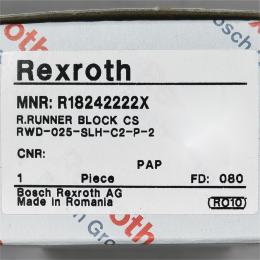 Rexroth
MNR: R18242222X
R.RUNNER BLOCK CS
RWD-025-SLH-C2-P-2
CNR:
PAP
1 Piece FD: 080
Bosch Rexroth AG
Made in Romania
RO10